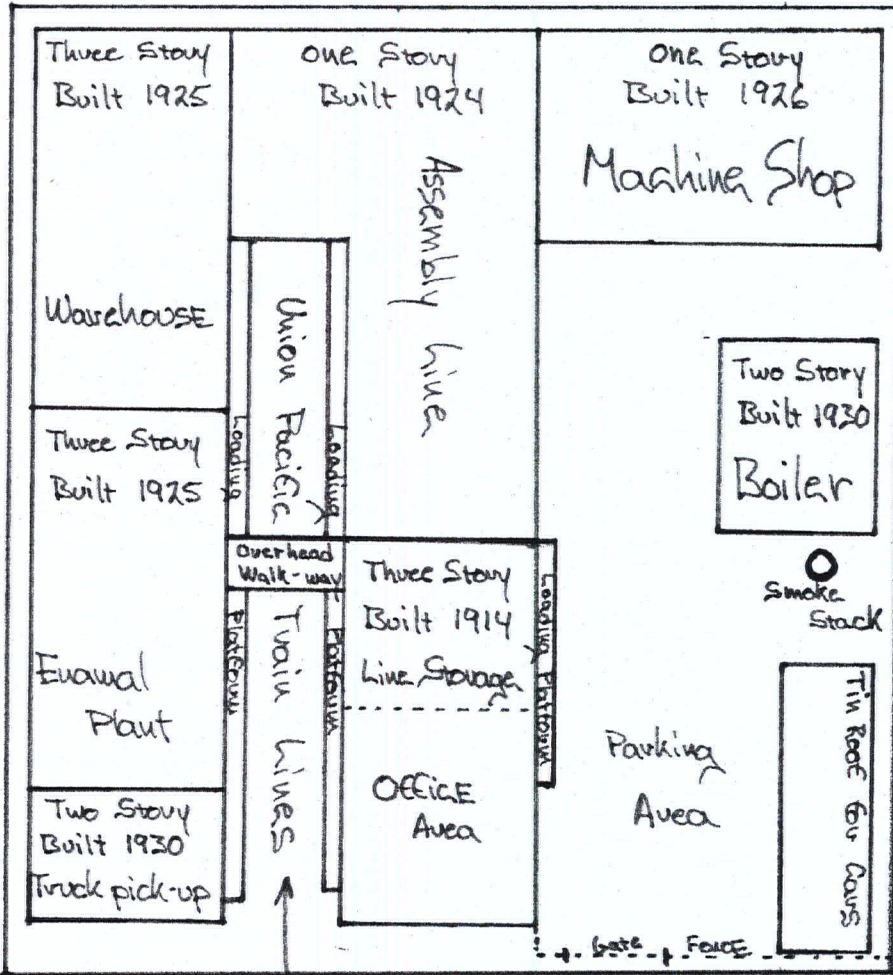 Three Story
Built 1925
Warehouse
One Story
Built 1924
Assembly Line
One Story
Built 1926
Machine Shop
Union Pacific
Loading
Loading
Three Story
Built 1925
Enamal
Plant
Two Story
Built 1930
Boiler
Overhead
Walk-way
Platform
Train Lines
Platform
Three Story
Built 1914
Line Storage
Loading Platform
Office
Area
Smoke
Stack
Parking
Area
Tin Roof for Cars
Two Story
Built 1930
Truck pick-up
Gate
Fence